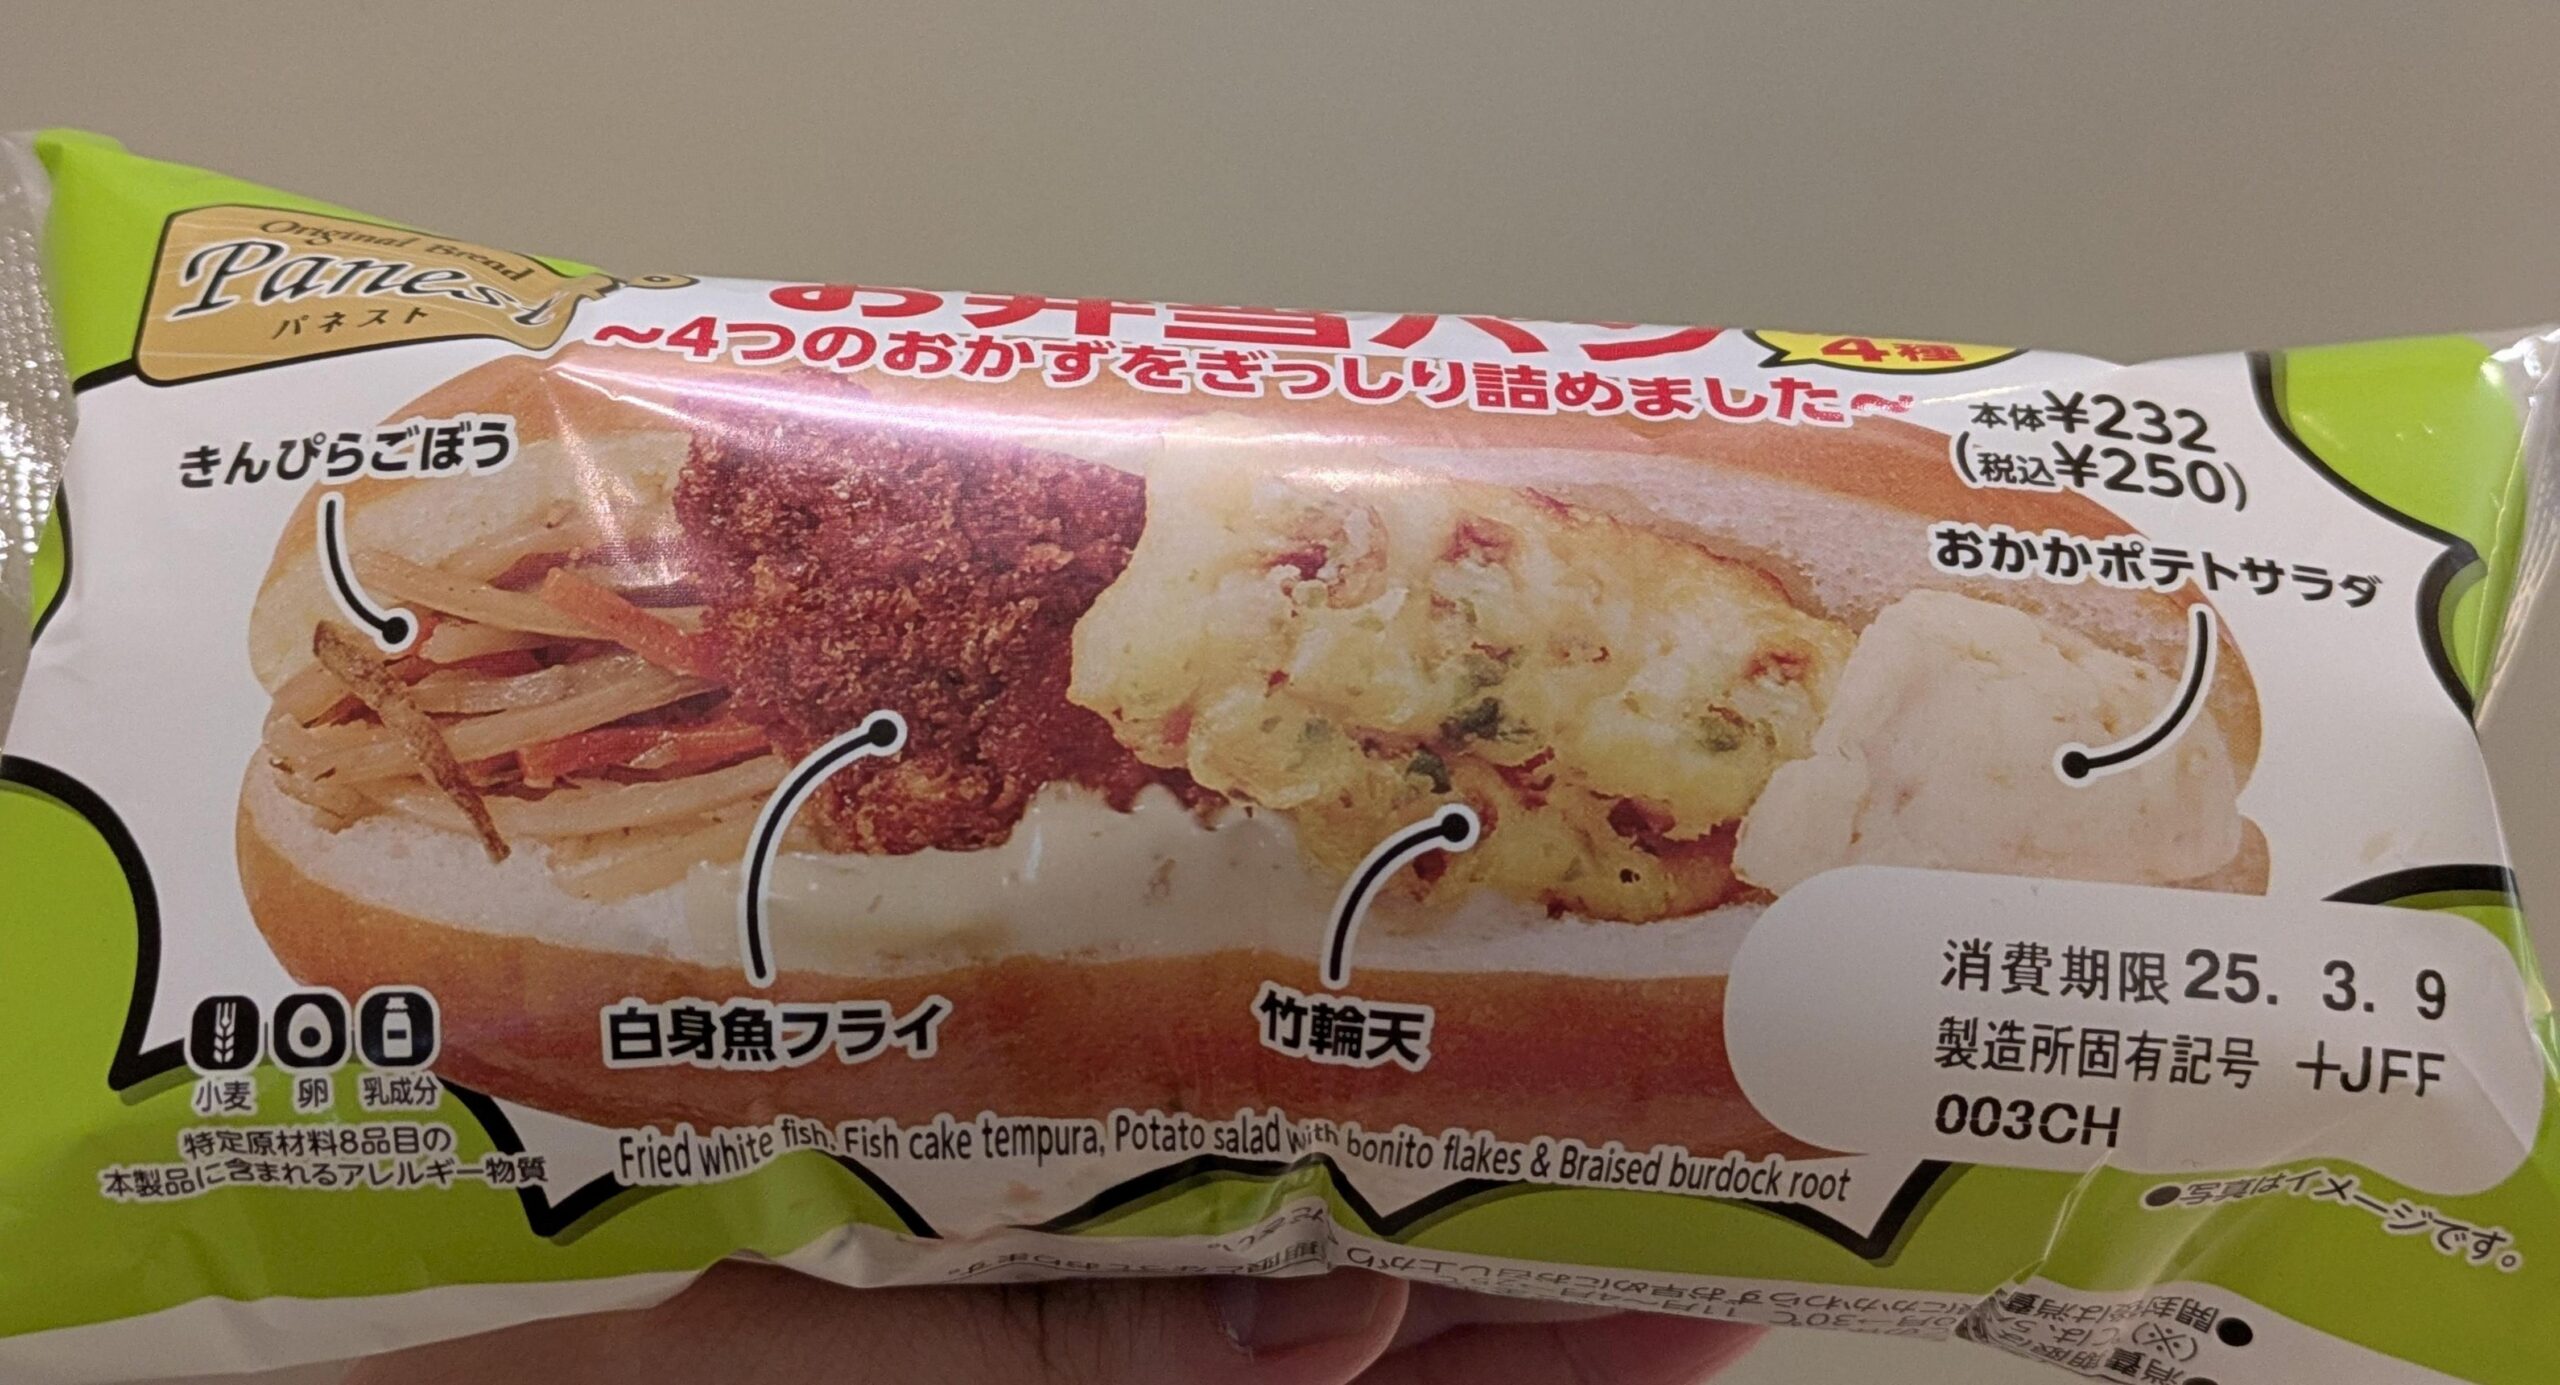 Original Bread
Panest
パネスト
お弁当パン
4種
~4つのおかずをぎっしり詰めました~
本体¥232
(税込¥250)
きんぴらごぼう
おかかポテトサラダ
白身魚フライ
竹輪天
消費期限 25. 3. 9
製造所固有記号 +JFF
003CH
小麦 卵 乳成分
特定原材料8品目の
本製品に含まれるアレルギー物質
Fried white fish, Fish cake tempura, Potato salad with bonito flakes & Braised burdock root
●写真はイメージです。